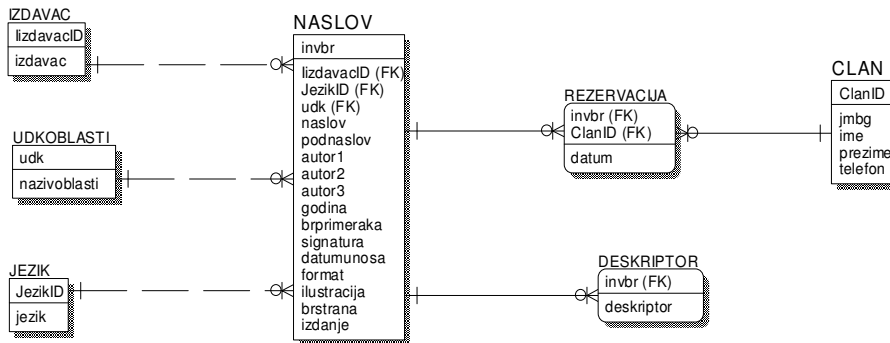 IZDAVAC
IizdavacID
izdavac
UDKOBLASTI
udk
nazivoblasti
JEZIK
JezikID
jezik
NASLOV
invbr
IizdavacID (FK)
JezikID (FK)
udk (FK)
naslov
podnaslov
autor1
autor2
autor3
godina
brprimeraka
signatura
datumunosa
format
ilustracija
brstrana
izdanje
REZERVACIJA
invbr (FK)
ClanID (FK)
datum
DESKRIPTOR
invbr (FK)
deskriptor
CLAN
ClanID
jmbg
ime
prezime
telefon